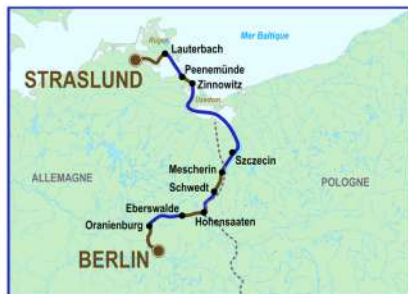 Mer Baltique
Rügen
Lauterbach
STRASLUND
Peenemünde
Zinnowitz
Usedom
Szczecin
Mescherin
ALLEMAGNE
POLOGNE
Schwedt
Eberswalde
Hohensaaten
Oranienburg
BERLIN